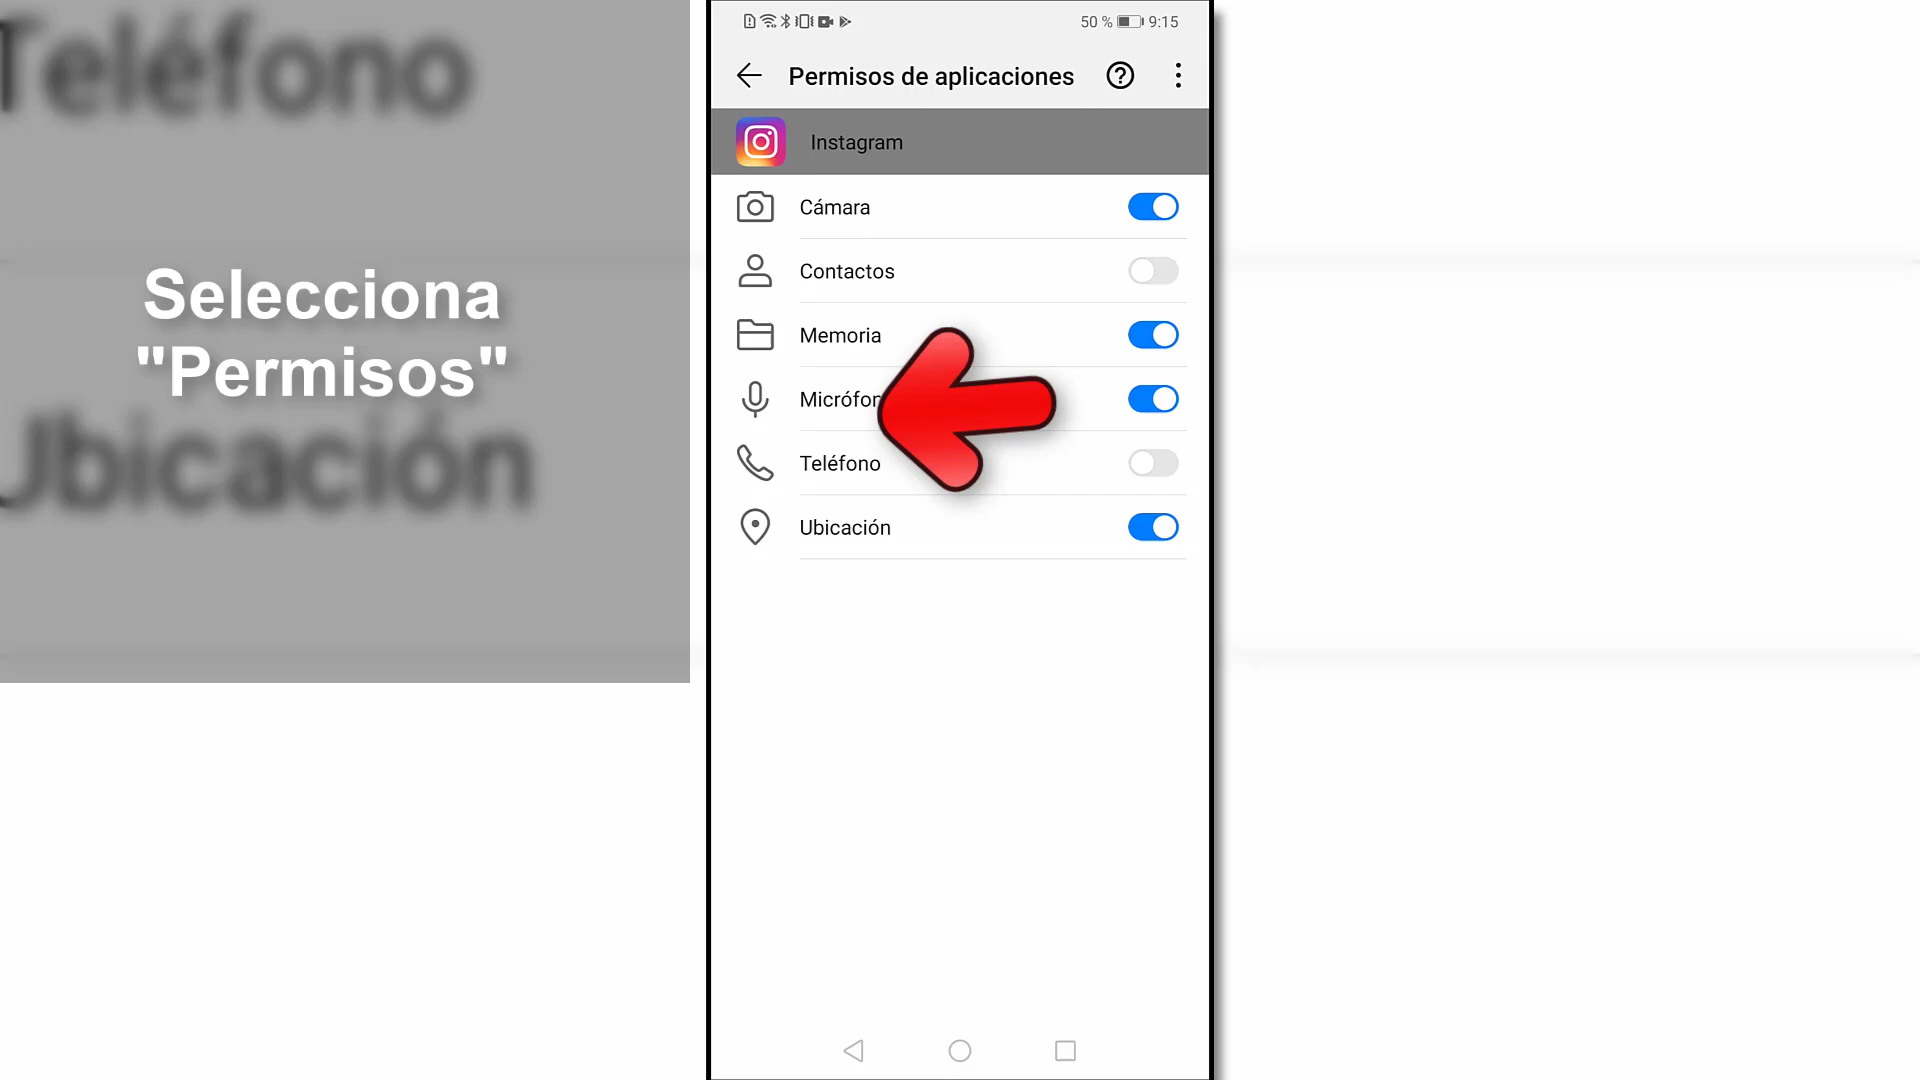 Teléfono
Selecciona
"Permisos"
Ubicación
50 % 9:15
Permisos de aplicaciones
Instagram
Cámara
Contactos
Memoria
Micrófon
Teléfono
Ubicación